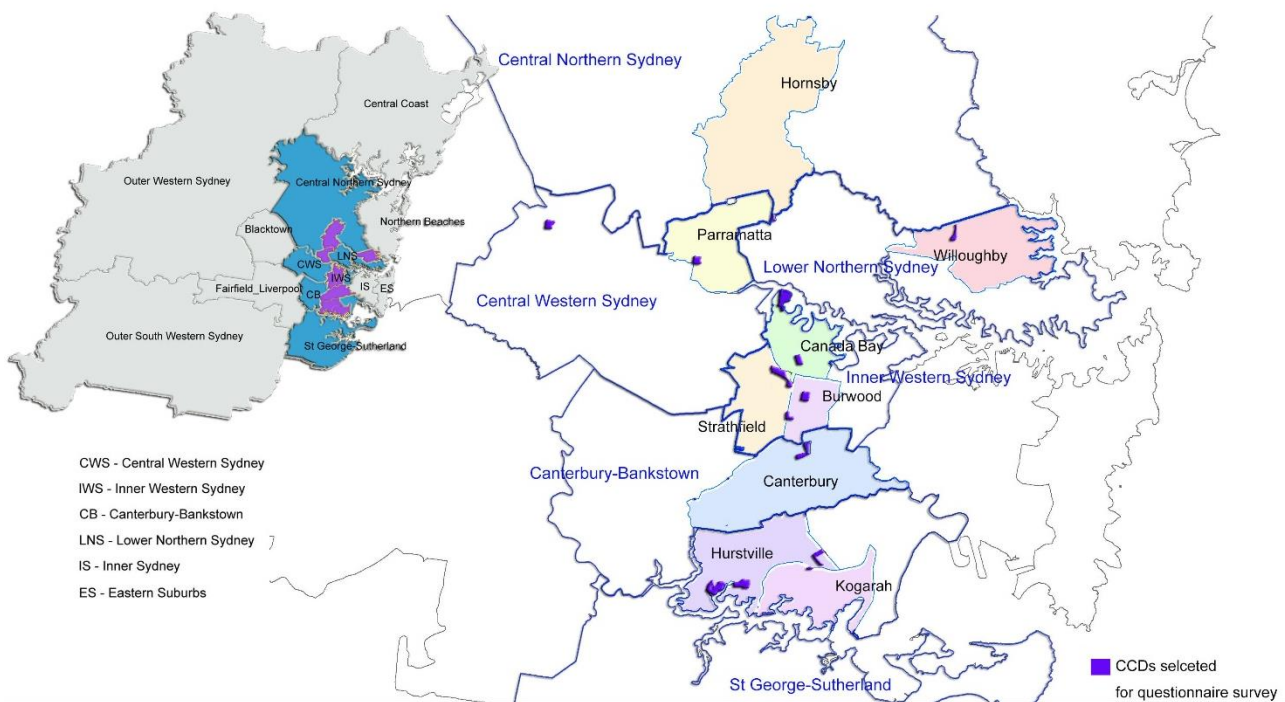 Central Coast
Outer Western Sydney
Central Northern Sydney
Northern Beaches
Blacktown
LNS
CWS
IWS
Fairfield_Liverpool
CB
IS
ES
Outer South Western Sydney
St George-Sutherland
CWS - Central Western Sydney
IWS - Inner Western Sydney
CB - Canterbury-Bankstown
LNS - Lower Northern Sydney
IS - Inner Sydney
ES - Eastern Suburbs
Central Northern Sydney
Hornsby
Parramatta
Willoughby
Lower Northern Sydney
Central Western Sydney
Canada Bay
Inner Western Sydney
Burwood
Strathfield
Canterbury-Bankstown
Canterbury
Hurstville
Kogarah
St George-Sutherland
CCDs selceted
for questionnaire survey